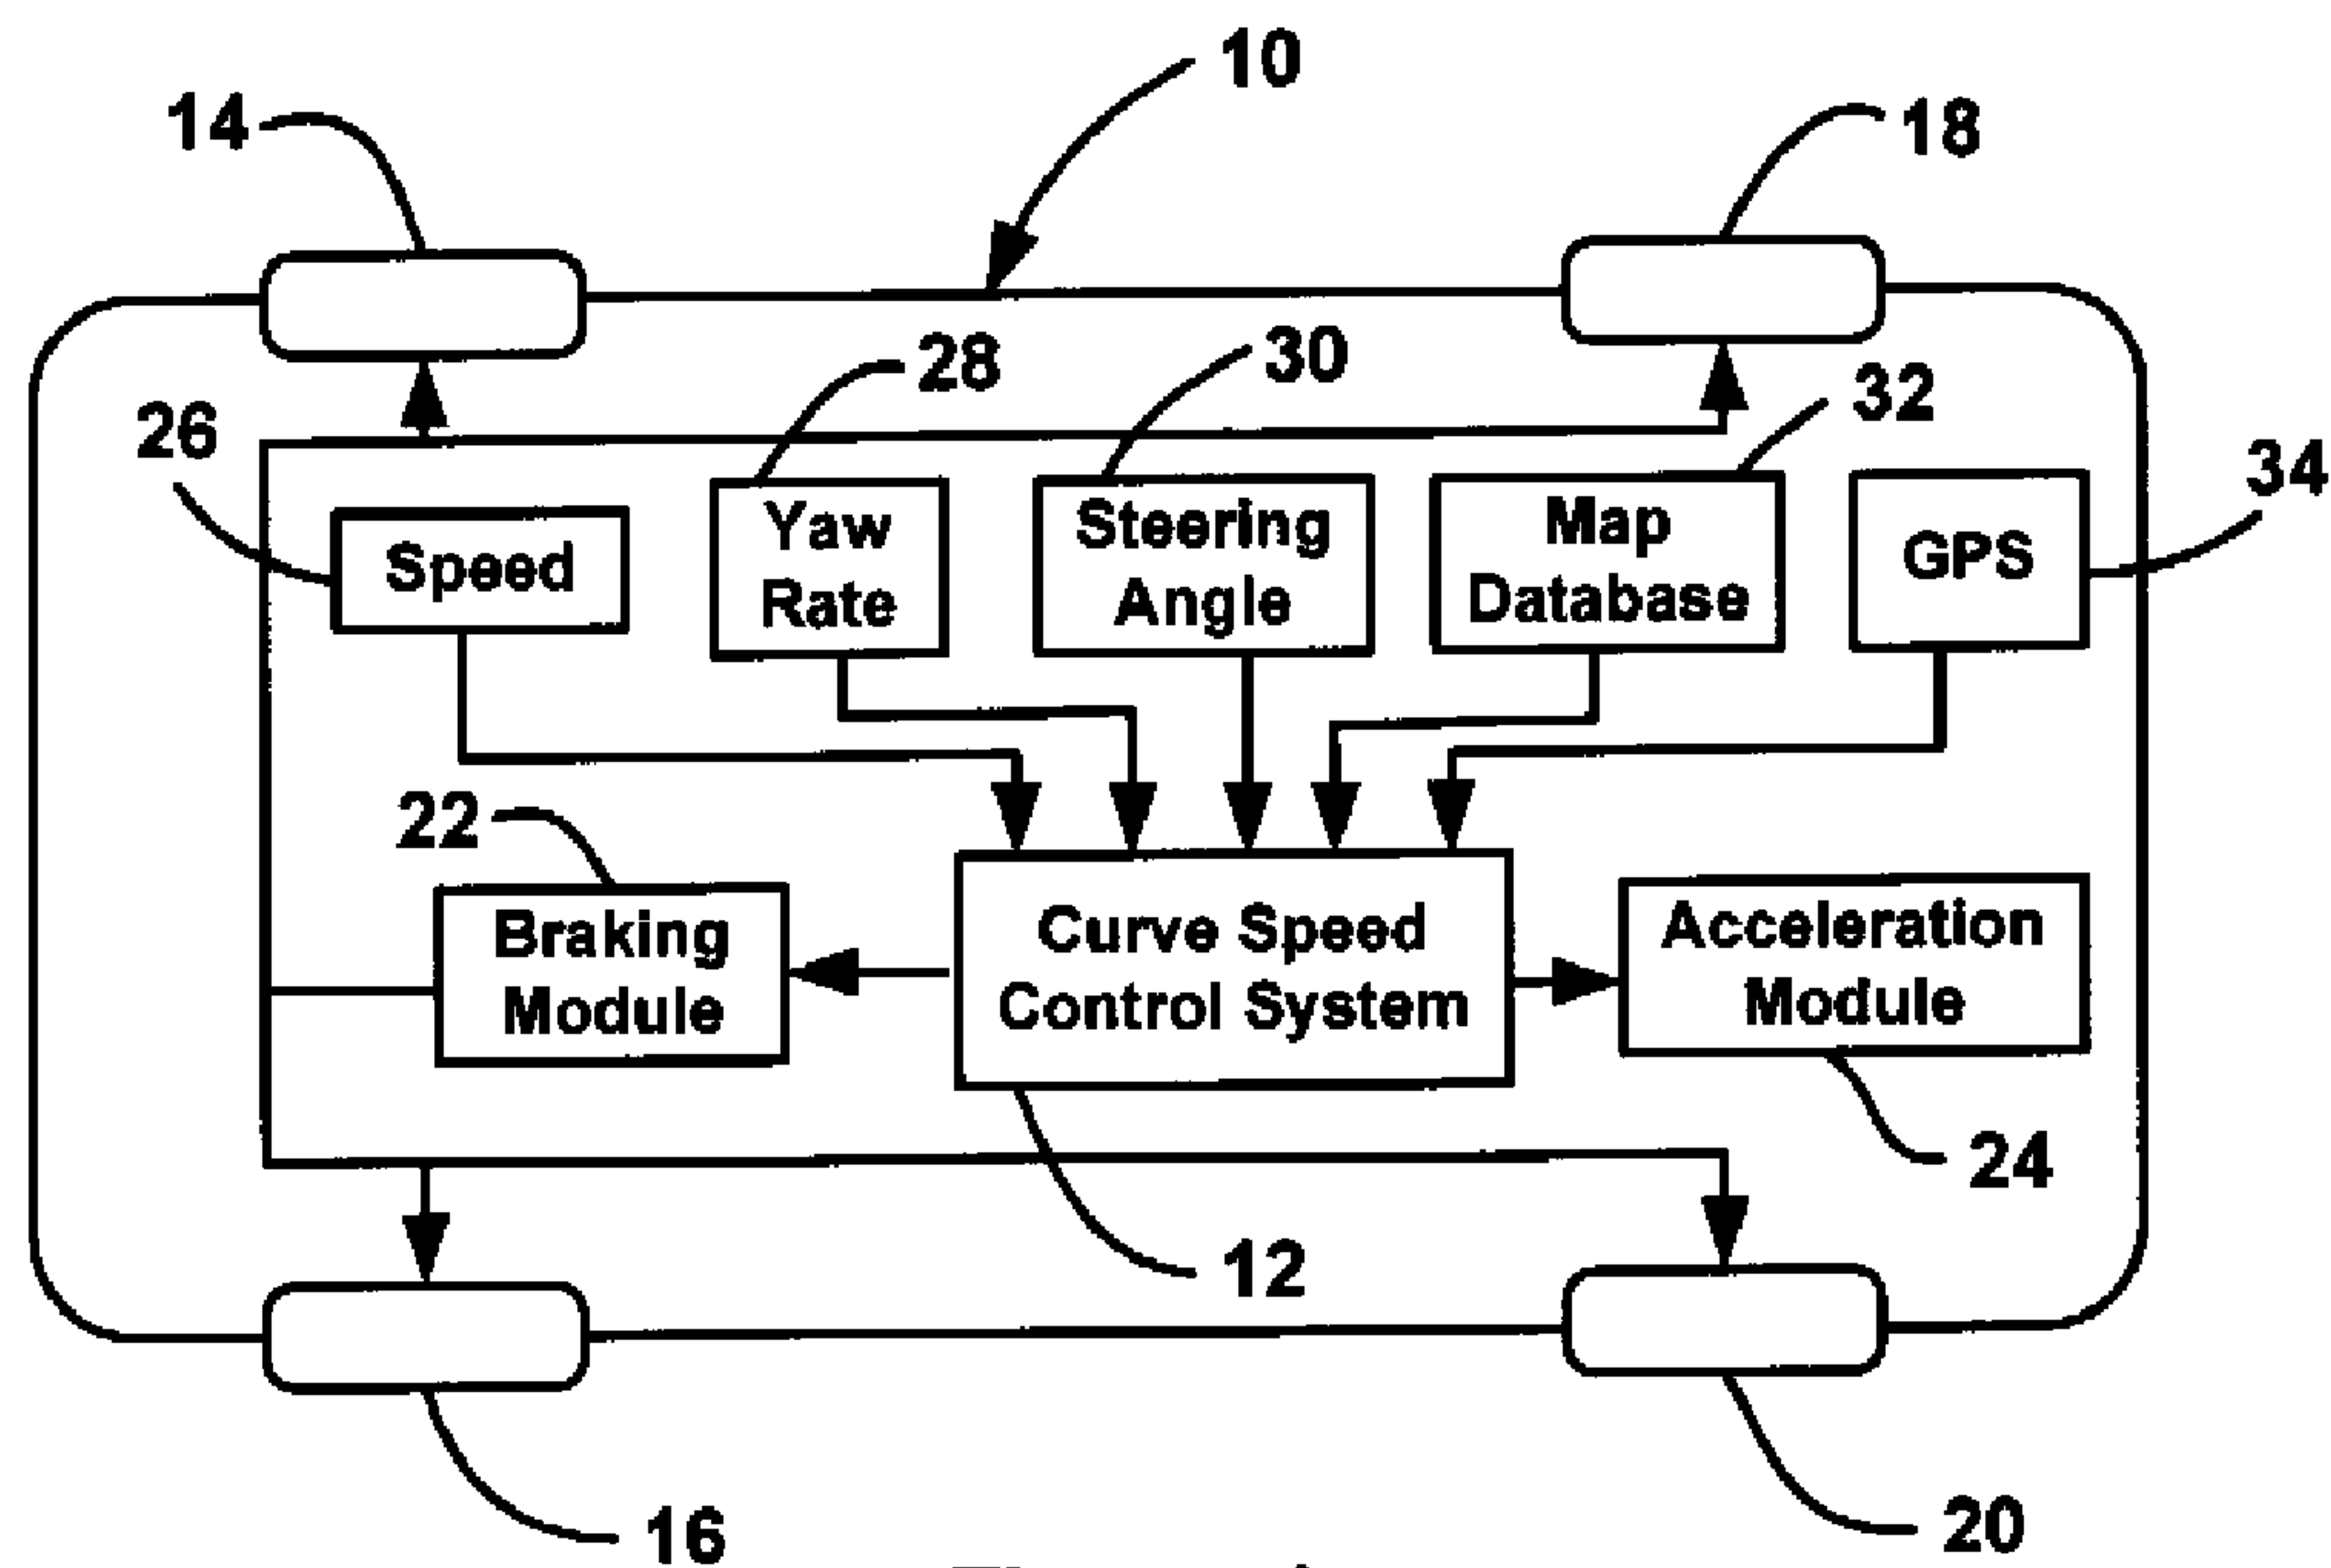 10
14
18
28
30
32
26
34
Speed
Yaw
Rate
Steering
Angle
Map
Database
GPS
22
Braking
Module
Curve Speed
Control System
Acceleration
Module
24
12
16
20